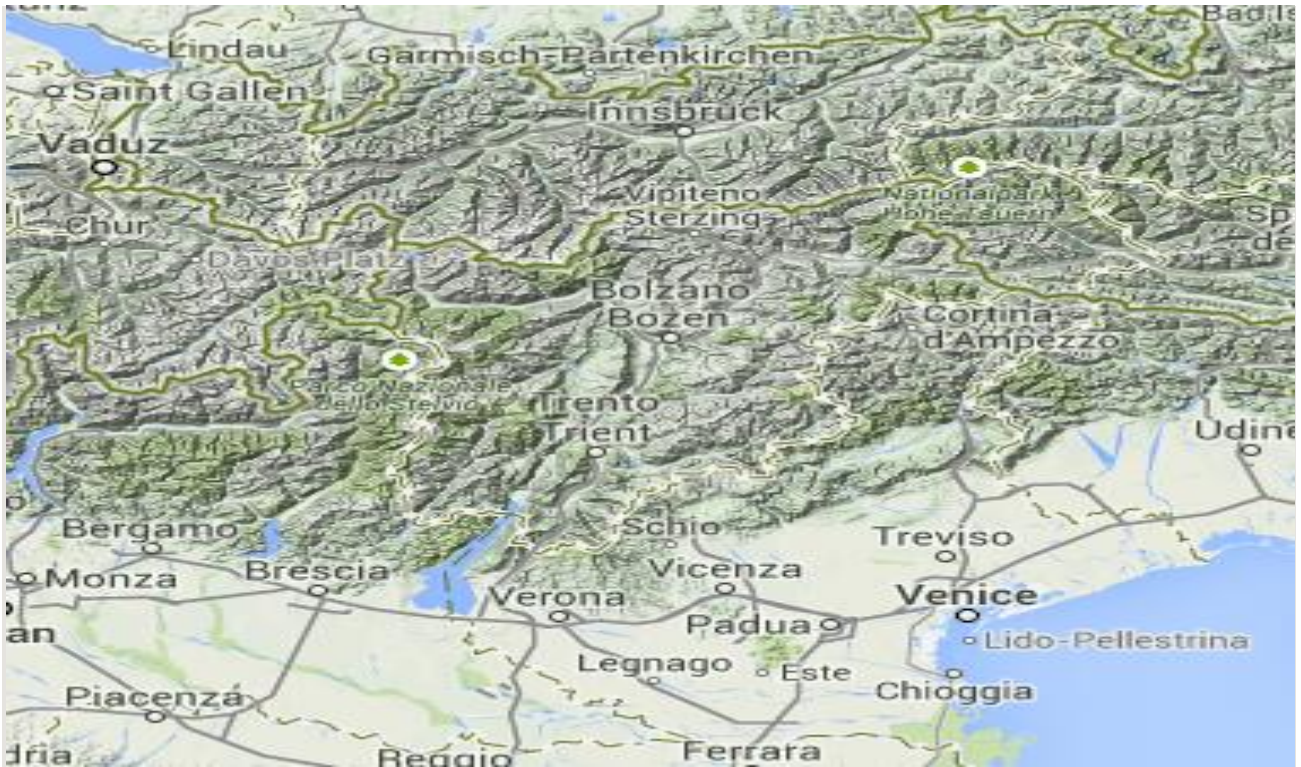 Lindau
Garmisch-Partenkirchen
Saint Gallen
Innsbruck
Vaduz
Vipiteno
Sterzing
Nationalpark
Hohe Tauern
Chur
Davos Platz
Bolzano
Bozen
Cortina
d'Ampezzo
Parco Nazionale
dello Stelvio
Trento
Trient
Udine
Bergamo
Schio
Treviso
Monza
Brescia
Vicenza
Verona
Venice
Padua
Lido-Pellestrina
Legnago
Este
Chioggia
Piacenza
Reggio
Ferrara